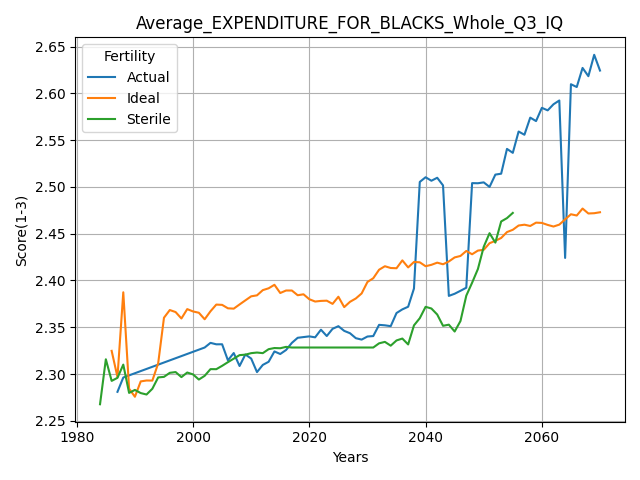 Average_EXPENDITURE_FOR_BLACKS_Whole_Q3_IQ
Fertility
Actual
Ideal
Sterile
Score(1-3)
2.65
2.60
2.55
2.50
2.45
2.40
2.35
2.30
2.25
1980 2000 2020 2040 2060
Years